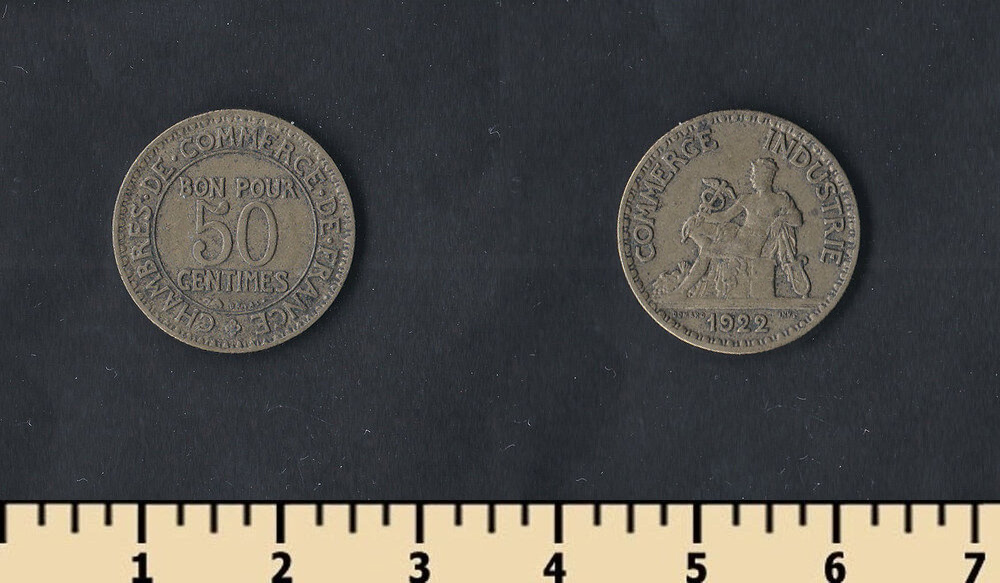 CHAMBRES·DE·COMMERCE·DE·FRANCE
BON POUR
50
CENTIMES
COMMERCE INDUSTRIE
1922
1 2 3 4 5 6 7